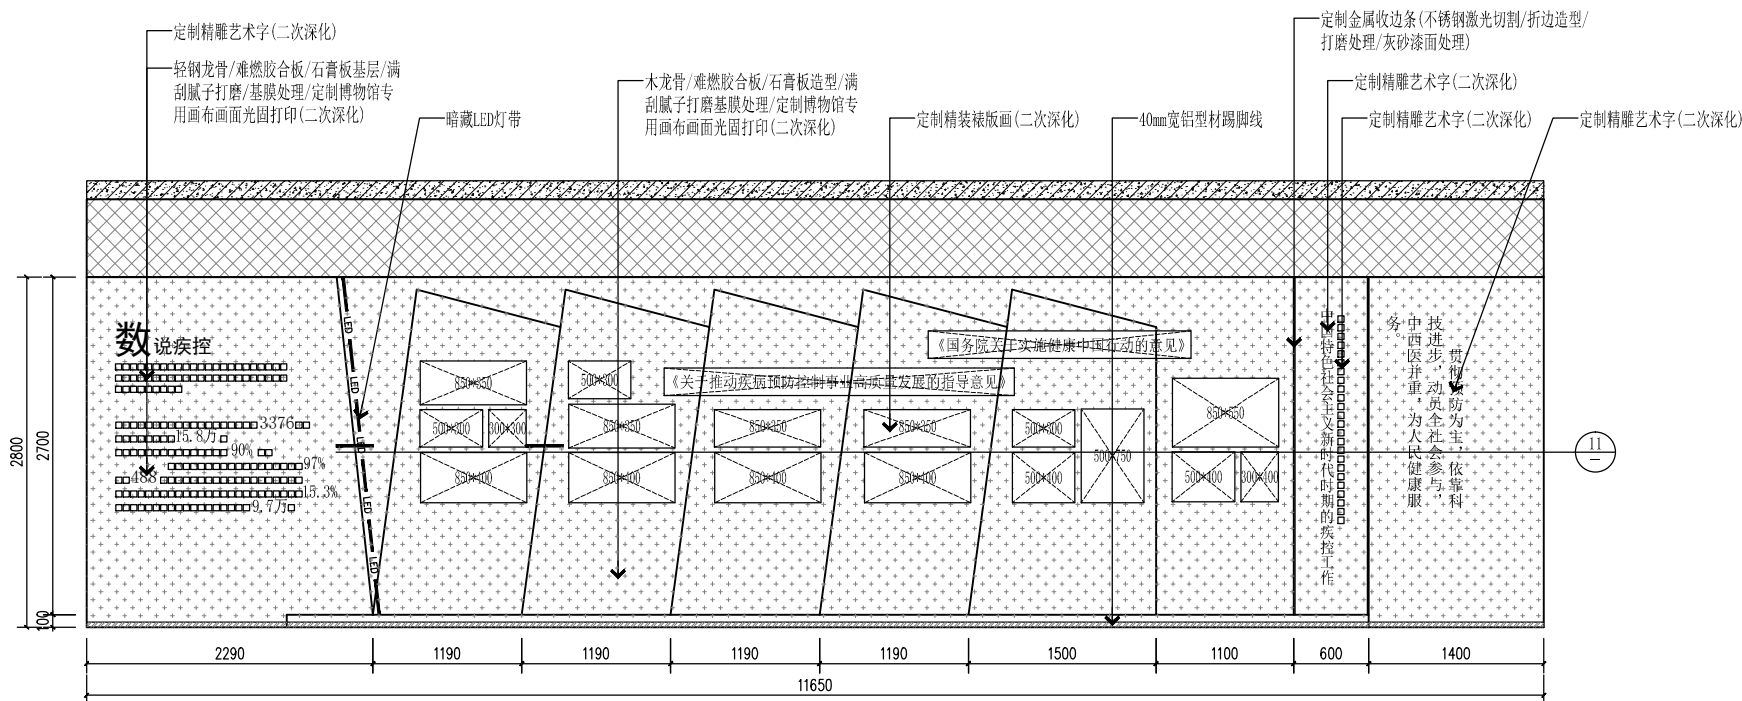 定制精雕艺术字(二次深化)
轻钢龙骨/难燃胶合板/石膏板基层/满
刮腻子打磨/基膜处理/定制博物馆专
用画布画面光固打印(二次深化)
暗藏LED灯带
木龙骨/难燃胶合板/石膏板造型/满
刮腻子打磨基膜处理/定制博物馆专
用画布画面光固打印(二次深化)
定制精装裱版画(二次深化)
40mm宽铝型材踢脚线
定制金属收边条(不锈钢激光切割/折边造型/
打磨处理/灰砂漆面处理)
定制精雕艺术字(二次深化)
定制精雕艺术字(二次深化)
定制精雕艺术字(二次深化)
数说疾控
3376
15.8万
90%
97%
488
15.3%
9.7万
LED
LED
LED
LED
LED
《国务院关于实施健康中国行动的意见》
《关于推动疾病预防控制事业高质量发展的指导意见》
850*350
500*300
500*300
300*300
850*350
850*350
850*350
500*300
500*750
850*550
850*400
850*400
850*400
850*400
500*400
500*400
300*400
中国特色社会主义新时代时期的疾控工作
贯彻预防为主，依靠科
技进步，动员全社会参与，
中西医并重，为人民健康服
务。
11
2800
2700
100
2290
1190
1190
1190
1190
1500
1100
600
1400
11650